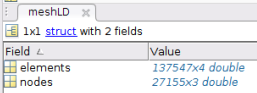 meshLD
1x1 struct with 2 fields
Field Value
elements 137547x4 double
nodes 27155x3 double